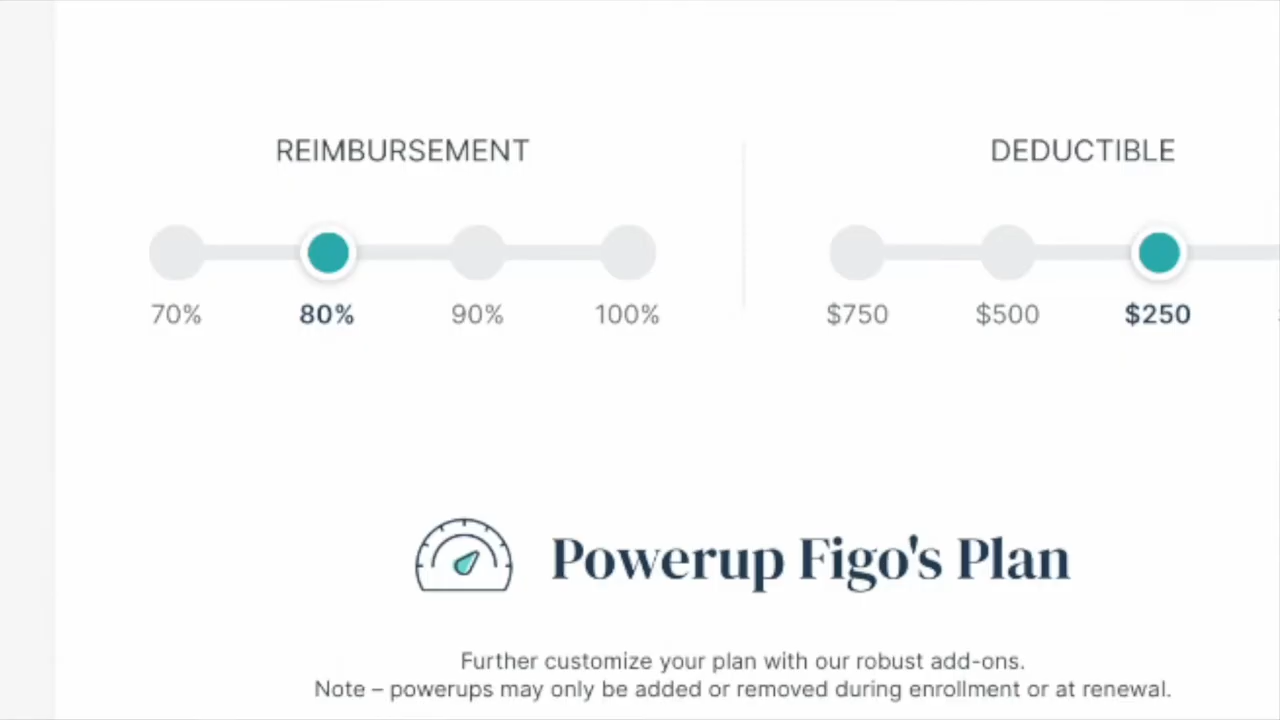 REIMBURSEMENT
70% 80% 90% 100%
DEDUCTIBLE
$750 $500 $250
Powerup Figo's Plan
Further customize your plan with our robust add-ons.
Note – powerups may only be added or removed during enrollment or at renewal.